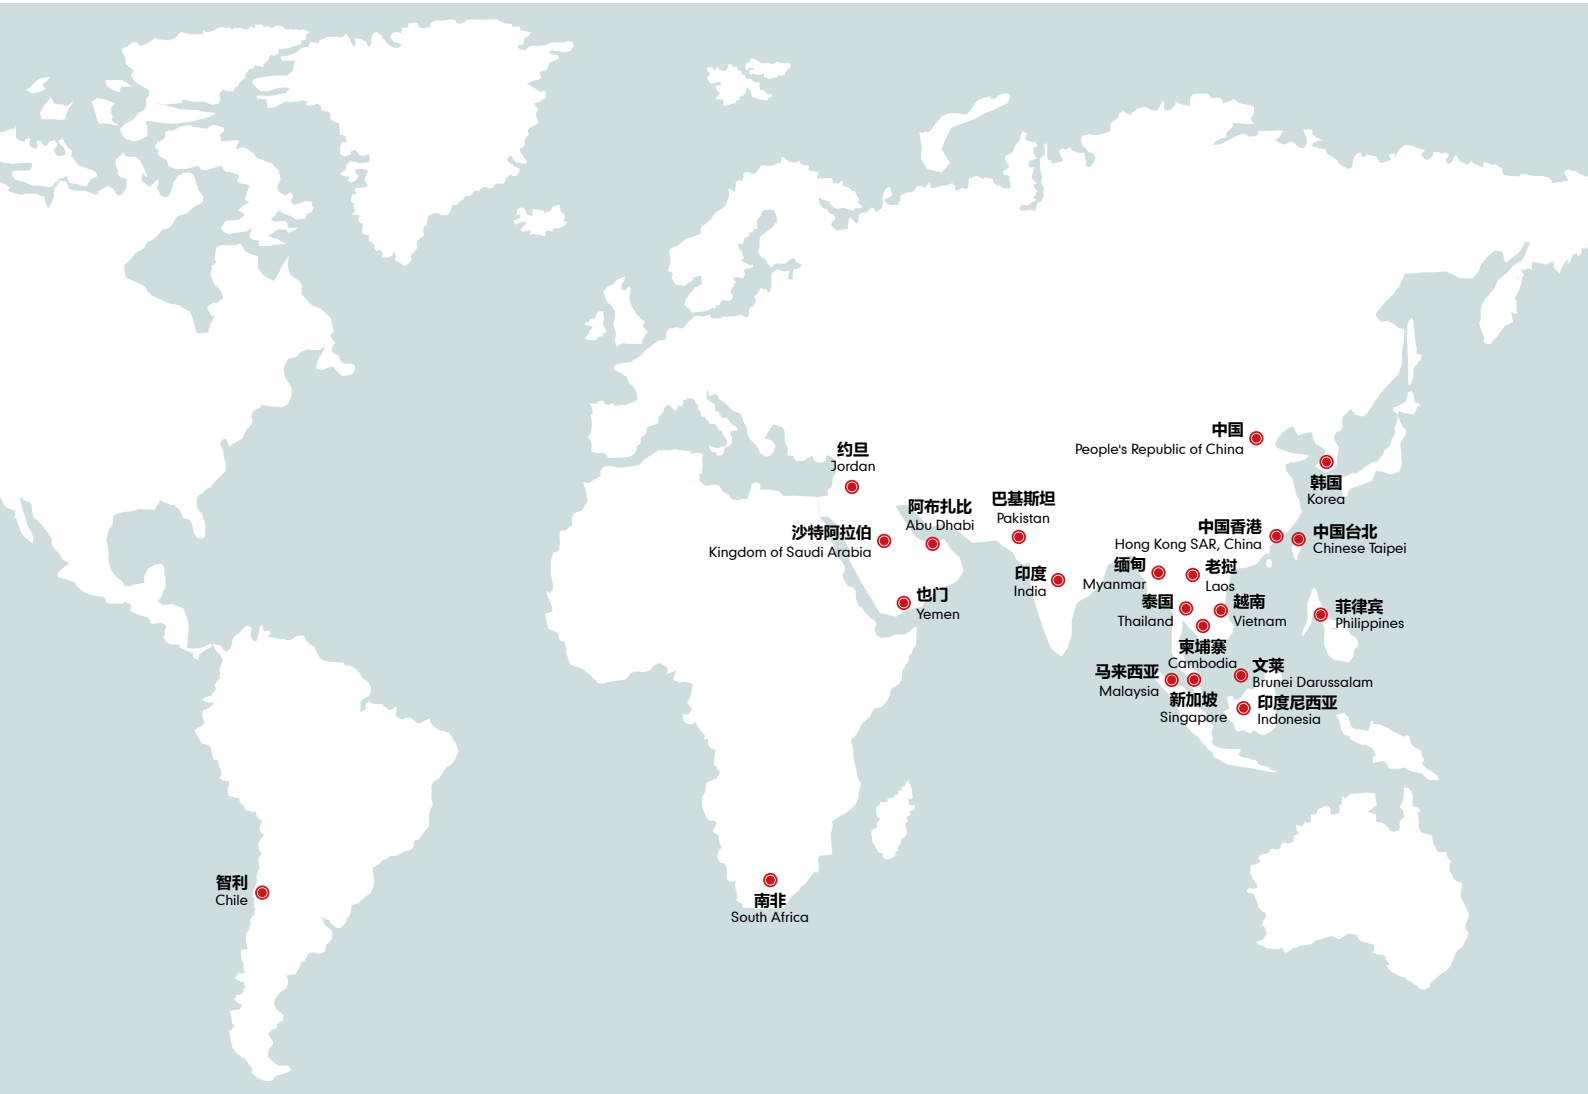 中国
People's Republic of China
韩国
Korea
约旦
Jordan
阿布扎比
Abu Dhabi
巴基斯坦
Pakistan
沙特阿拉伯
Kingdom of Saudi Arabia
中国香港
Hong Kong SAR, China
中国台北
Chinese Taipei
印度
India
缅甸
Myanmar
老挝
Laos
也门
Yemen
泰国
Thailand
越南
Vietnam
菲律宾
Philippines
柬埔寨
Cambodia
马来西亚
Malaysia
文莱
Brunei Darussalam
新加坡
Singapore
印度尼西亚
Indonesia
智利
Chile
南非
South Africa